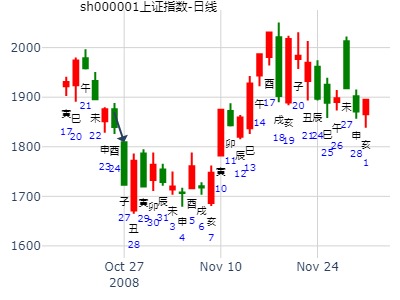 sh000001上证指数-日线
2000
1900
1800
1700
1600
寅
17
巳
20
午
21
未
22
申
23
酉
24
子
27
丑
28
寅
29
卯
30
辰
31
未
3
申
4
酉
5
戌
6
亥
7
寅
10
卯
11
辰
12
巳
13
午
14
酉
17
戌
18
亥
19
子
20
丑
21
辰
24
巳
25
午
26
未
27
申
28
亥
1
Oct 27
2008
Nov 10
Nov 24